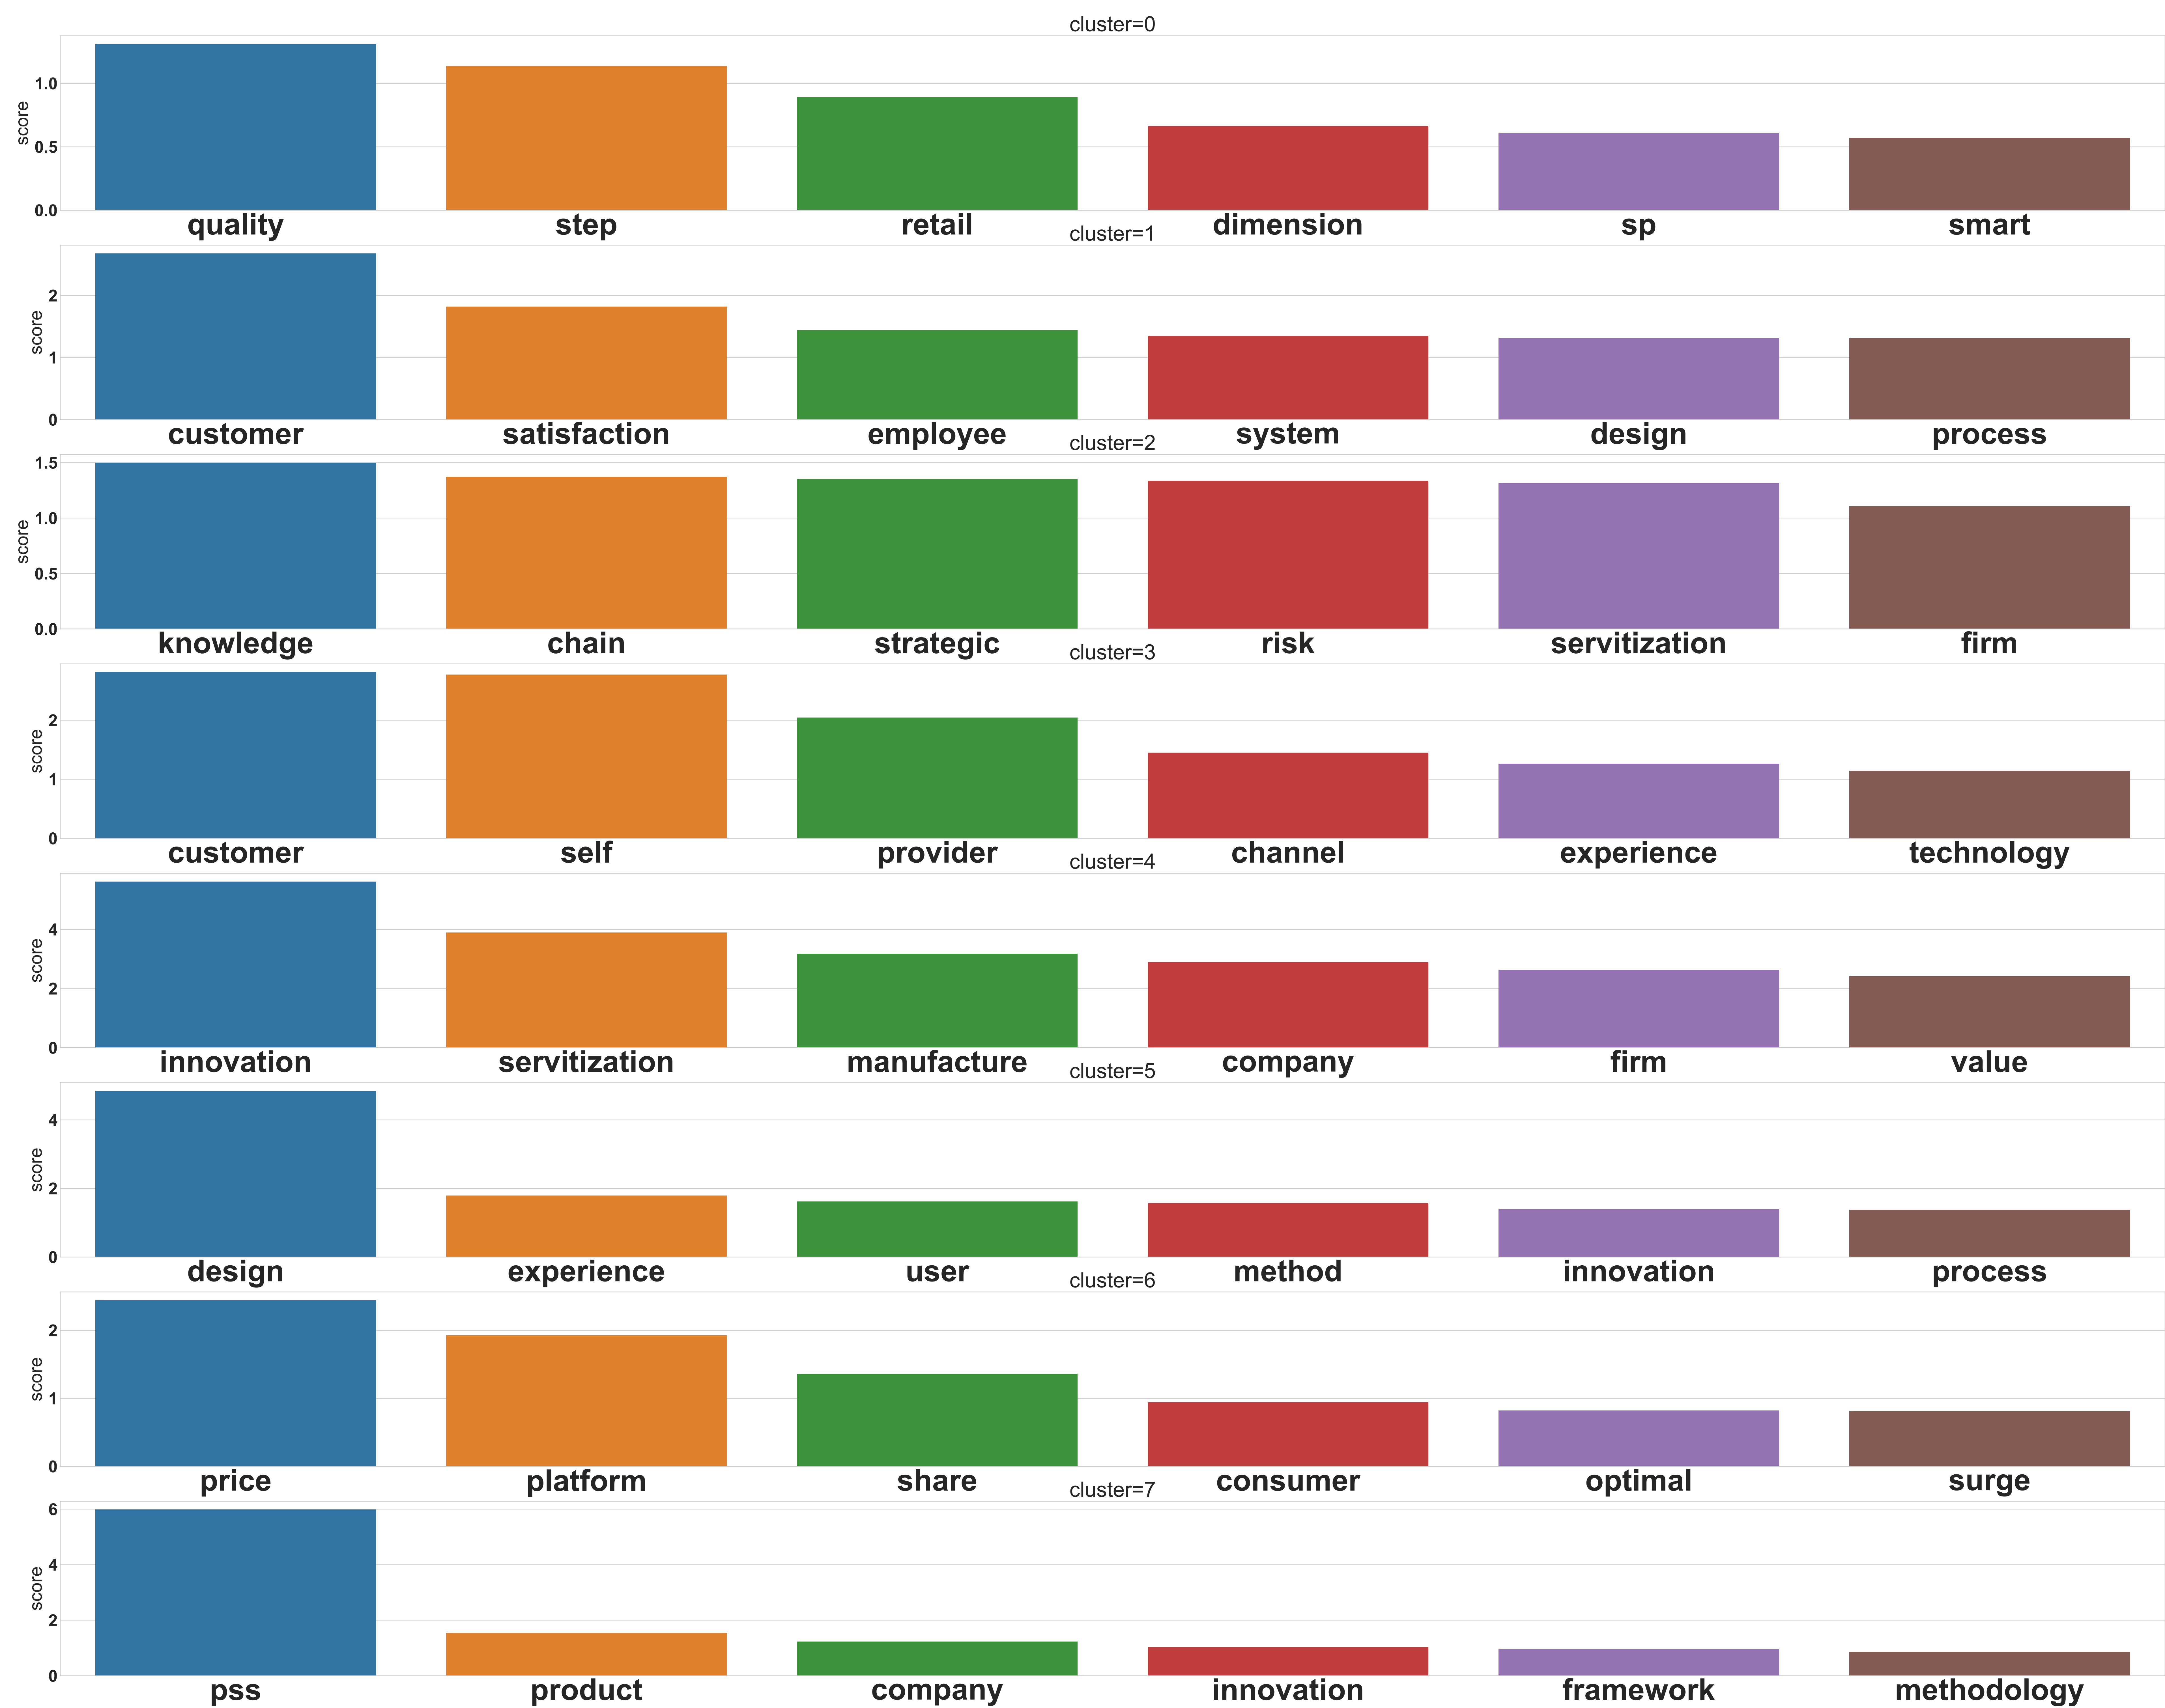 cluster=0
score
1.0
0.5
0.0
quality step retail dimension sp smart
cluster=1
score
2
1
0
customer satisfaction employee system design process
cluster=2
score
1.5
1.0
0.5
0.0
knowledge chain strategic risk servitization firm
cluster=3
score
2
1
0
customer self provider channel experience technology
cluster=4
score
4
2
0
innovation servitization manufacture company firm value
cluster=5
score
4
2
0
design experience user method innovation process
cluster=6
score
2
1
0
price platform share consumer optimal surge
cluster=7
score
6
4
2
0
pss product company innovation framework methodology